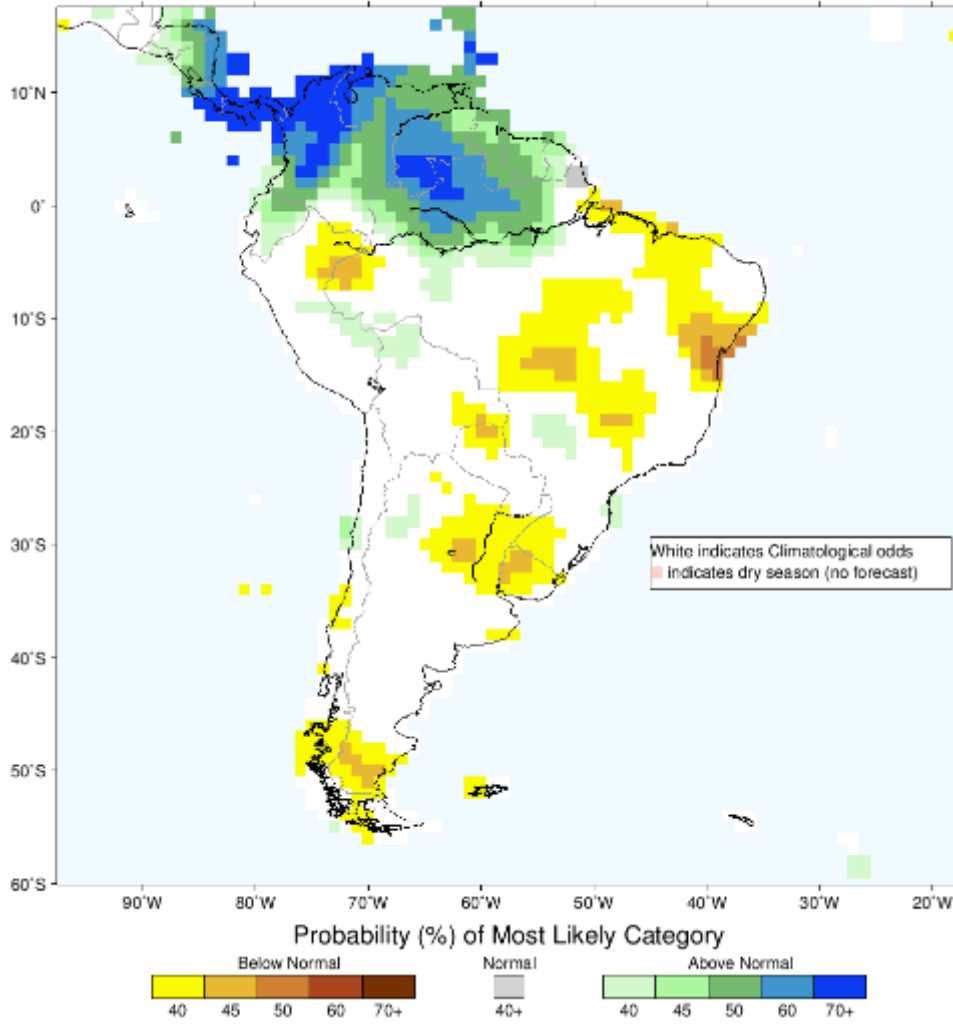 10˚N
0˚
10˚S
20˚S
30˚S
40˚S
50˚S
60˚S
White indicates Climatological odds
indicates dry season (no forecast)
90˚W 80˚W 70˚W 60˚W 50˚W 40˚W 30˚W 20˚W
Probability (%) of Most Likely Category
Below Normal Normal Above Normal
40 45 50 60 70+ 40+ 40 45 50 60 70+